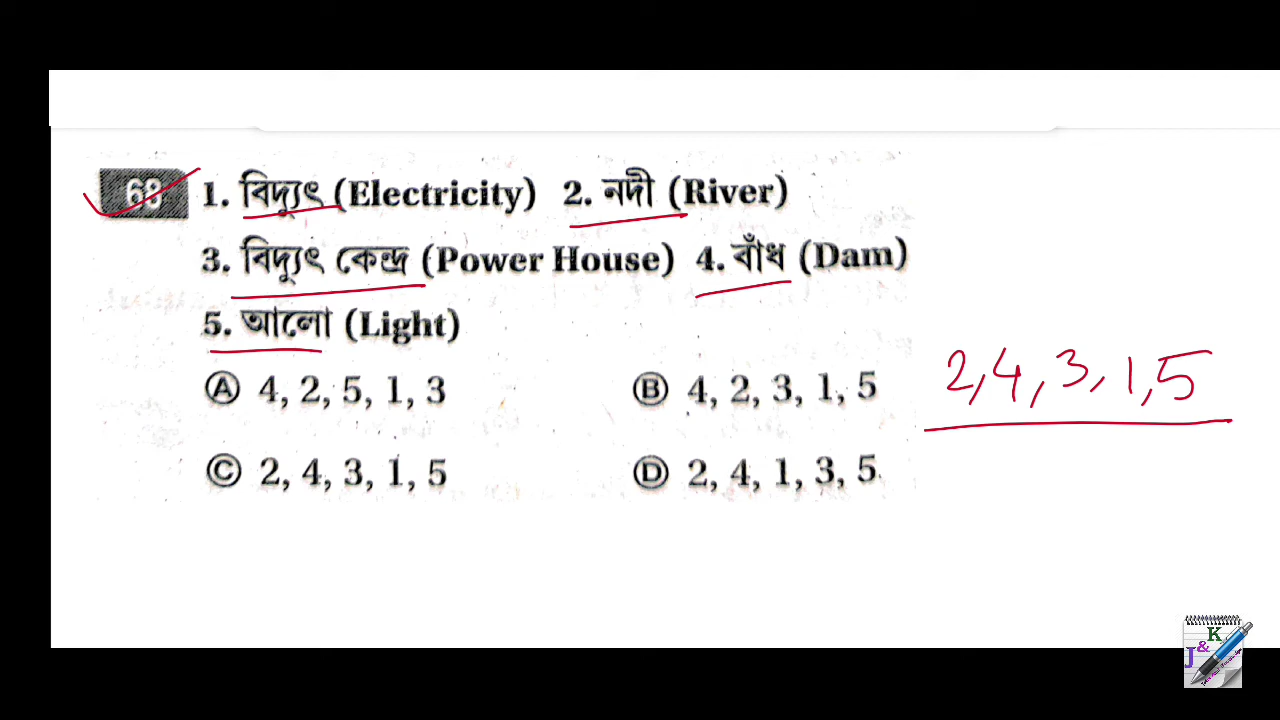 68 1. বিদ্যুৎ (Electricity) 2. নদী (River)
3. বিদ্যুৎ কেন্দ্র (Power House) 4. বাঁধ (Dam)
5. আলো (Light)
Ⓐ 4, 2, 5, 1, 3 Ⓑ 4, 2, 3, 1, 5
2,4,3,1,5
Ⓒ 2, 4, 3, 1, 5 Ⓓ 2, 4, 1, 3, 5
J&K